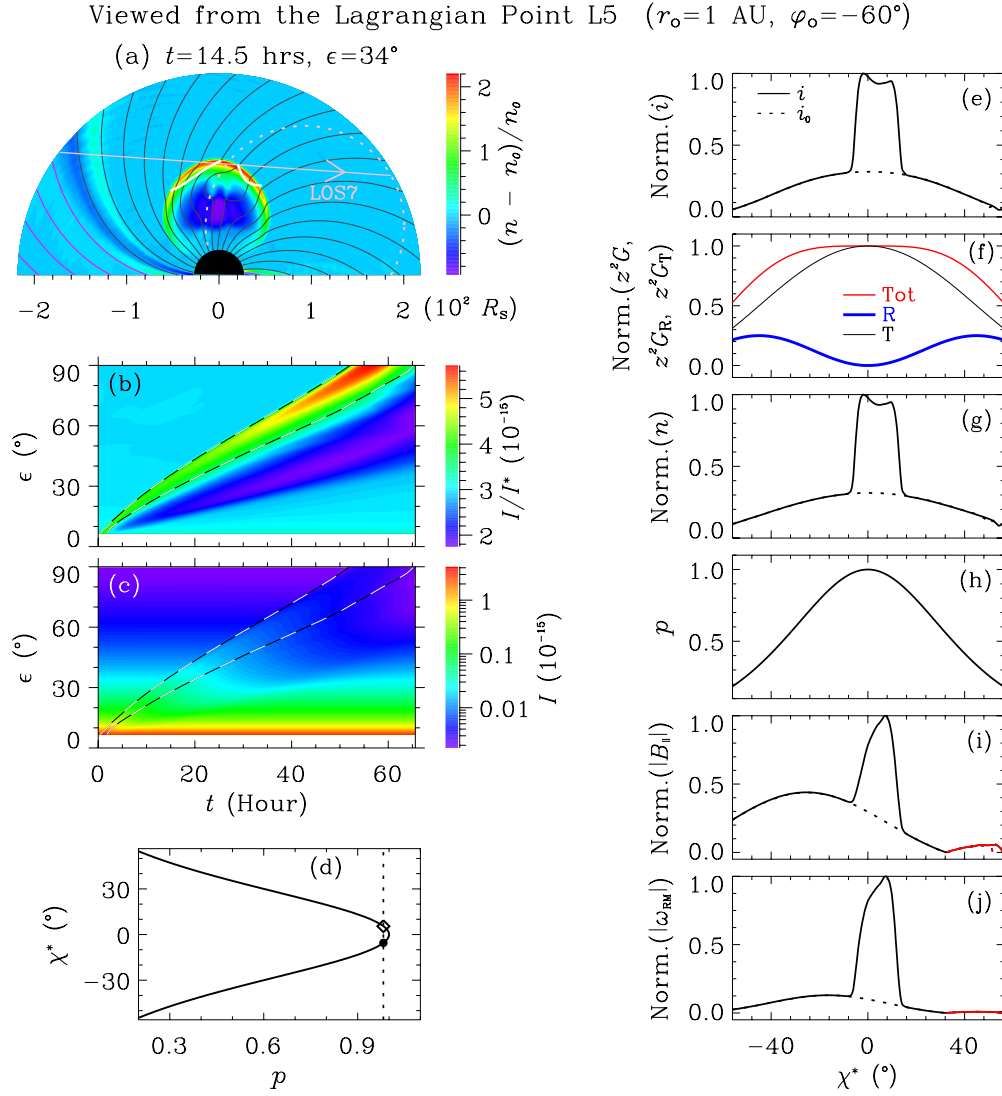 Viewed from the Lagrangian Point L5 (r₀=1 AU, φ₀=−60°)
(a) t=14.5 hrs, ϵ=34°
LOS7
−2 −1 0 1 2 (10² Rₛ)
2
1
0
(n − n₀)/n₀
(b)
90
60
30
0
ϵ (°)
5
4
3
2
I/I* (10⁻¹⁵)
(c)
90
60
30
0
ϵ (°)
1
0.1
0.01
I (10⁻¹⁵)
0 20 40 60
t (Hour)
(d)
30
0
−30
χ* (°)
0.3 0.6 0.9
p
(e)
i
i₀
1.0
0.5
0.0
Norm.(i)
(f)
Tot
R
T
1.0
0.5
0.0
Norm.(z²G,
z²G_R, z²G_T)
(g)
1.0
0.5
0.0
Norm.(n)
(h)
1.0
0.5
p
(i)
1.0
0.5
0.0
Norm.(|B∥|)
(j)
1.0
0.5
0.0
Norm.(|ω_RM|)
−40 0 40
χ* (°)